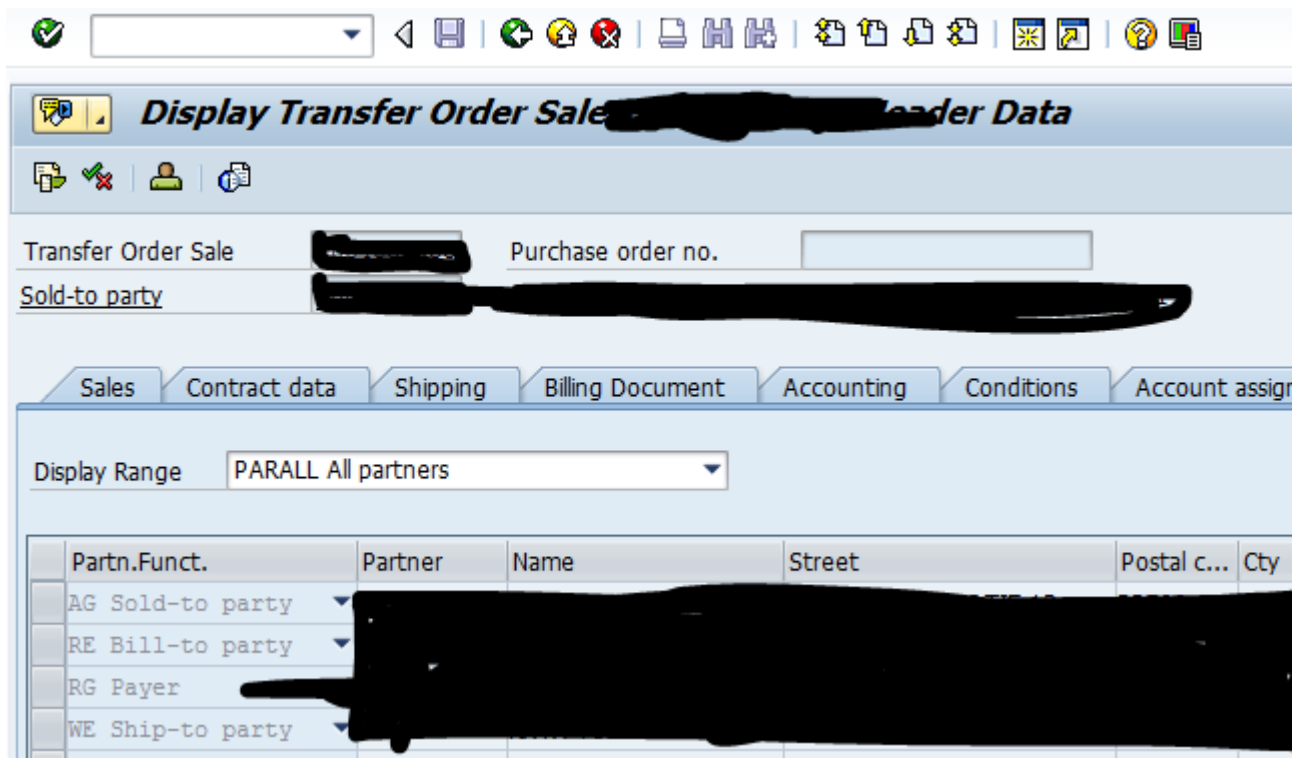 Display Transfer Order Sale Header Data
Transfer Order Sale Purchase order no.
Sold-to party
Sales Contract data Shipping Billing Document Accounting Conditions Account assign
Display Range PARALL All partners
Partn.Funct. Partner Name Street Postal c... Cty
AG Sold-to party
RE Bill-to party
RG Payer
WE Ship-to party